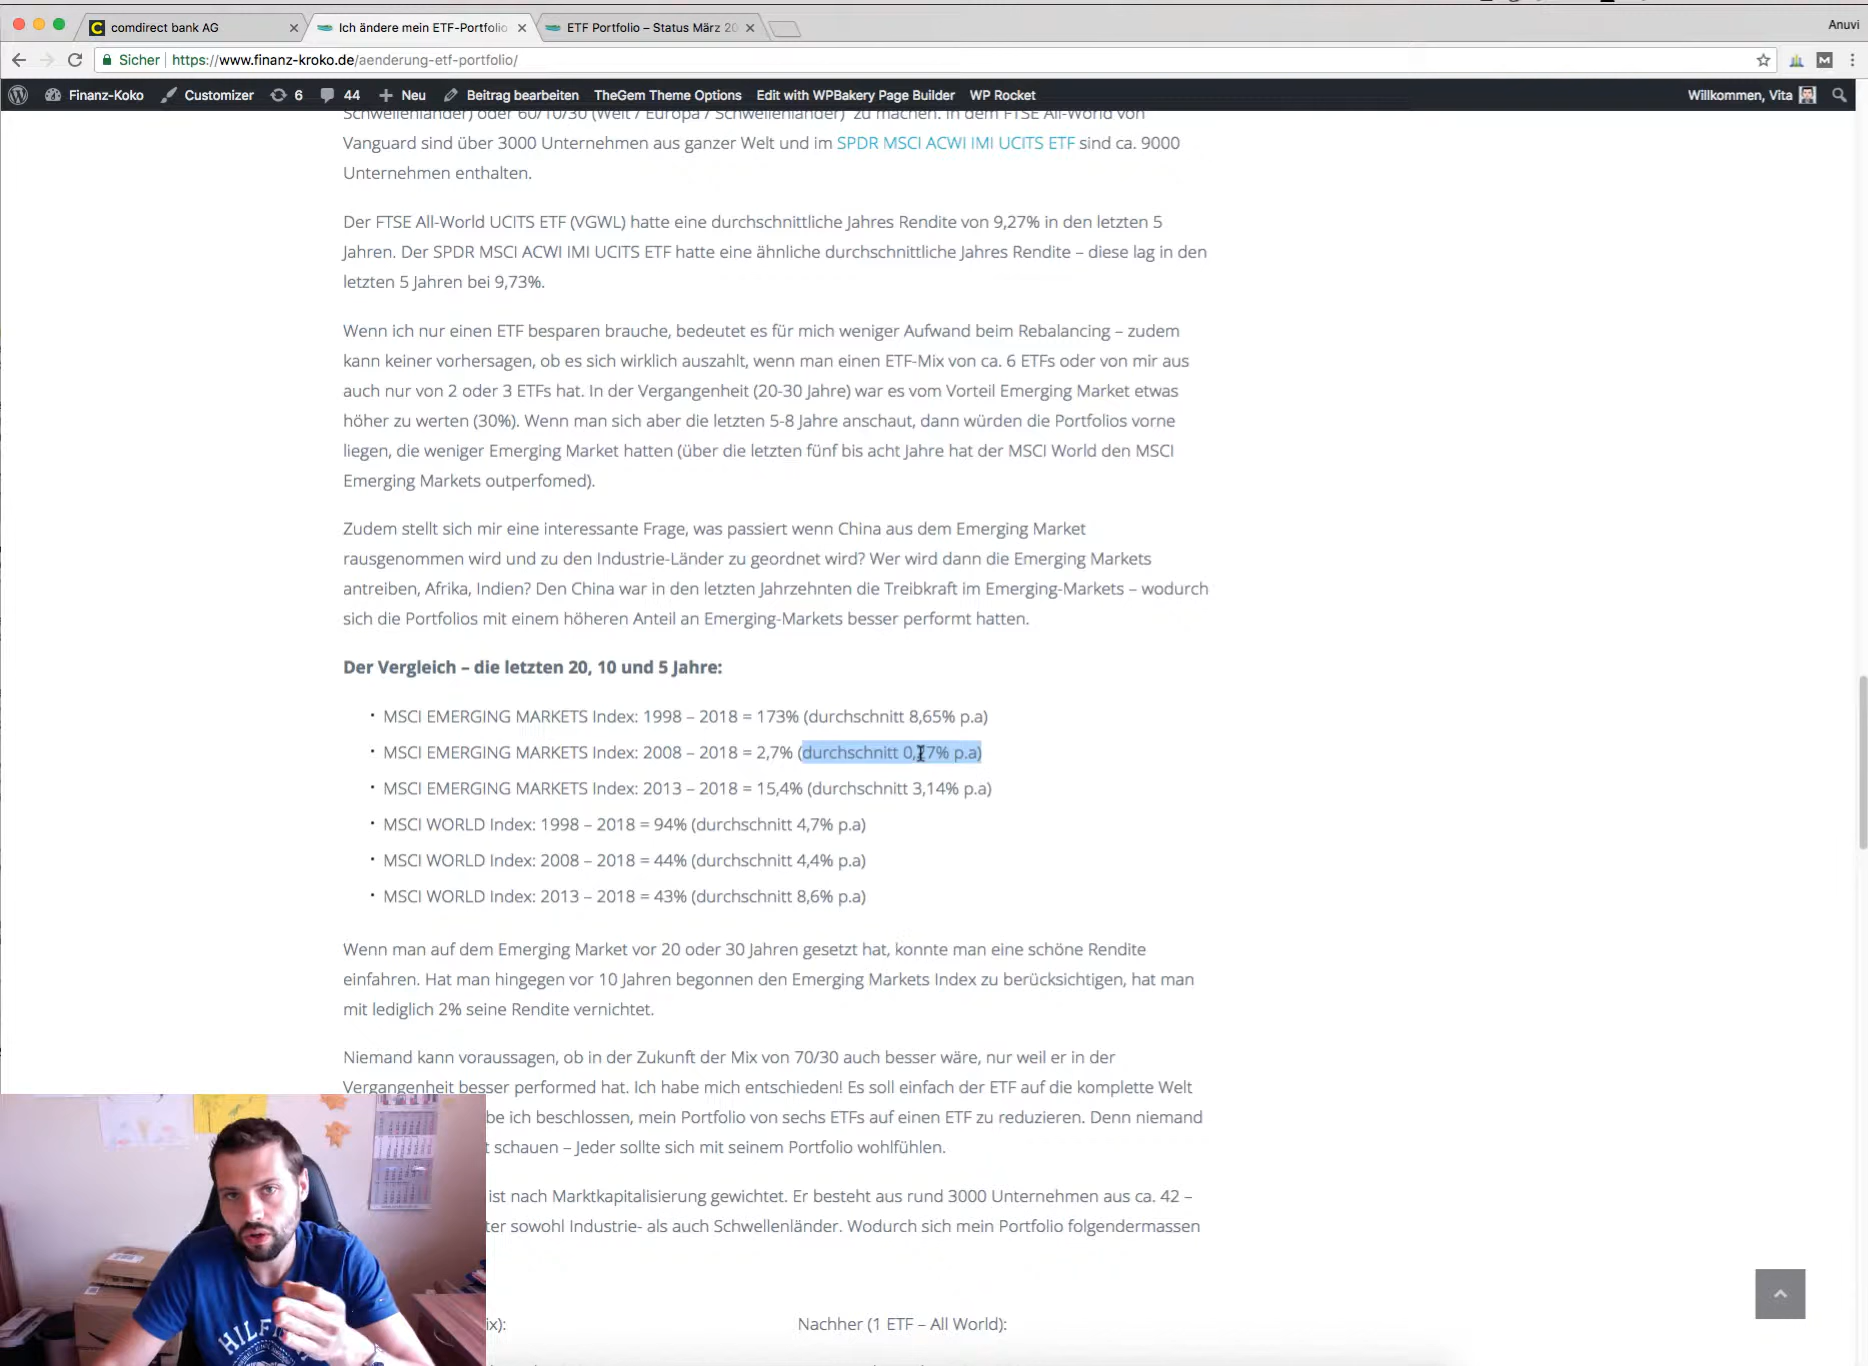 comdirect bank AG
Ich ändere mein ETF-Portfolio
ETF Portfolio – Status März 20
Anuvi
Sicher
https://www.finanz-kroko.de/aenderung-etf-portfolio/
Finanz-Koko
Customizer
6
44
Neu
Beitrag bearbeiten
TheGem Theme Options
Edit with WPBakery Page Builder
WP Rocket
Willkommen, Vita
Schwellenländer) oder 60/10/30 (Welt / Europa / Schwellenländer) zu machen. In dem FTSE All-World von
Vanguard sind über 3000 Unternehmen aus ganzer Welt und im SPDR MSCI ACWI IMI UCITS ETF sind ca. 9000
Unternehmen enthalten.
Der FTSE All-World UCITS ETF (VGWL) hatte eine durchschnittliche Jahres Rendite von 9,27% in den letzten 5
Jahren. Der SPDR MSCI ACWI IMI UCITS ETF hatte eine ähnliche durchschnittliche Jahres Rendite – diese lag in den
letzten 5 Jahren bei 9,73%.
Wenn ich nur einen ETF besparen brauche, bedeutet es für mich weniger Aufwand beim Rebalancing – zudem
kann keiner vorhersagen, ob es sich wirklich auszahlt, wenn man einen ETF-Mix von ca. 6 ETFs oder von mir aus
auch nur von 2 oder 3 ETFs hat. In der Vergangenheit (20-30 Jahre) war es vom Vorteil Emerging Market etwas
höher zu werten (30%). Wenn man sich aber die letzten 5-8 Jahre anschaut, dann würden die Portfolios vorne
liegen, die weniger Emerging Market hatten (über die letzten fünf bis acht Jahre hat der MSCI World den MSCI
Emerging Markets outperfomed).
Zudem stellt sich mir eine interessante Frage, was passiert wenn China aus dem Emerging Market
rausgenommen wird und zu den Industrie-Länder zu geordnet wird? Wer wird dann die Emerging Markets
antreiben, Afrika, Indien? Den China war in den letzten Jahrzehnten die Treibkraft im Emerging-Markets – wodurch
sich die Portfolios mit einem höheren Anteil an Emerging-Markets besser performt hatten.
Der Vergleich – die letzten 20, 10 und 5 Jahre:
• MSCI EMERGING MARKETS Index: 1998 – 2018 = 173% (durchschnitt 8,65% p.a)
• MSCI EMERGING MARKETS Index: 2008 – 2018 = 2,7% (durchschnitt 0,27% p.a)
• MSCI EMERGING MARKETS Index: 2013 – 2018 = 15,4% (durchschnitt 3,14% p.a)
• MSCI WORLD Index: 1998 – 2018 = 94% (durchschnitt 4,7% p.a)
• MSCI WORLD Index: 2008 – 2018 = 44% (durchschnitt 4,4% p.a)
• MSCI WORLD Index: 2013 – 2018 = 43% (durchschnitt 8,6% p.a)
Wenn man auf dem Emerging Market vor 20 oder 30 Jahren gesetzt hat, konnte man eine schöne Rendite
einfahren. Hat man hingegen vor 10 Jahren begonnen den Emerging Markets Index zu berücksichtigen, hat man
mit lediglich 2% seine Rendite vernichtet.
Niemand kann voraussagen, ob in der Zukunft der Mix von 70/30 auch besser wäre, nur weil er in der
Vergangenheit besser performed hat. Ich habe mich entschieden! Es soll einfach der ETF auf die komplette Welt
be ich beschlossen, mein Portfolio von sechs ETFs auf einen ETF zu reduzieren. Denn niemand
t schauen – Jeder sollte sich mit seinem Portfolio wohlfühlen.
ist nach Marktkapitalisierung gewichtet. Er besteht aus rund 3000 Unternehmen aus ca. 42 –
ter sowohl Industrie- als auch Schwellenländer. Wodurch sich mein Portfolio folgendermassen
ix):
Nachher (1 ETF – All World):
HILFI